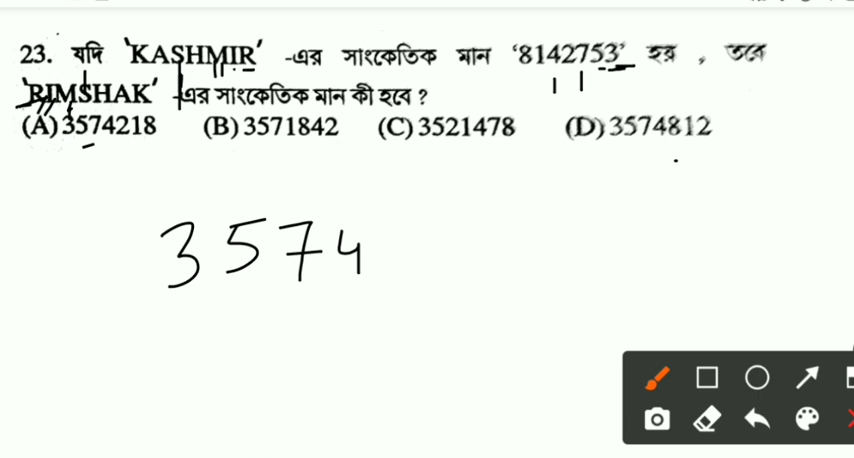 23. যদি 'KASHMIR' -এর সাংকেতিক মান '8142753' হয় , তবে
'RIMSHAK' -এর সাংকেতিক মান কী হবে ?
(A) 3574218 (B) 3571842 (C) 3521478 (D) 3574812
3574